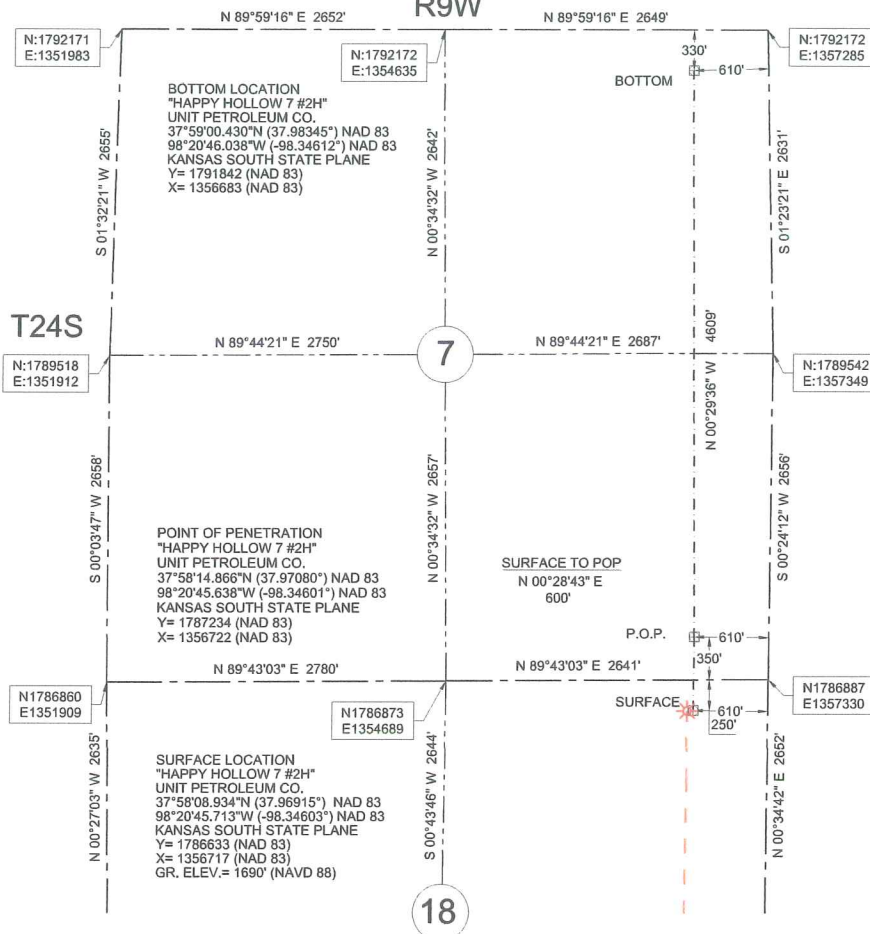 R9W
N 89°59'16" E 2652'
N 89°59'16" E 2649'
N:1792171
E:1351983
N:1792172
E:1354635
N:1792172
E:1357285
330'
610'
BOTTOM
BOTTOM LOCATION
"HAPPY HOLLOW 7 #2H"
UNIT PETROLEUM CO.
37°59'00.430"N (37.98345°) NAD 83
98°20'46.038"W (-98.34612°) NAD 83
KANSAS SOUTH STATE PLANE
Y= 1791842 (NAD 83)
X= 1356683 (NAD 83)
S 01°32'21" W 2655'
N 00°34'32" W 2642'
S 01°23'21" E 2631'
T24S
N 89°44'21" E 2750'
7
N 89°44'21" E 2687'
N:1789518
E:1351912
N:1789542
E:1357349
N 00°29'36" W 4609'
S 00°03'47" W 2658'
N 00°34'32" W 2657'
S 00°24'12" W 2656'
POINT OF PENETRATION
"HAPPY HOLLOW 7 #2H"
UNIT PETROLEUM CO.
37°58'14.866"N (37.97080°) NAD 83
98°20'45.638"W (-98.34601°) NAD 83
KANSAS SOUTH STATE PLANE
Y= 1787234 (NAD 83)
X= 1356722 (NAD 83)
SURFACE TO POP
N 00°28'43" E
600'
P.O.P.
610'
350'
N 89°43'03" E 2780'
N 89°43'03" E 2641'
N1786860
E1351909
N1786873
E1354689
N1786887
E1357330
SURFACE
610'
250'
SURFACE LOCATION
"HAPPY HOLLOW 7 #2H"
UNIT PETROLEUM CO.
37°58'08.934"N (37.96915°) NAD 83
98°20'45.713"W (-98.34603°) NAD 83
KANSAS SOUTH STATE PLANE
Y= 1786633 (NAD 83)
X= 1356717 (NAD 83)
GR. ELEV.= 1690' (NAVD 88)
N 00°27'03" W 2635'
S 00°43'46" W 2644'
N 00°34'42" E 2652'
18